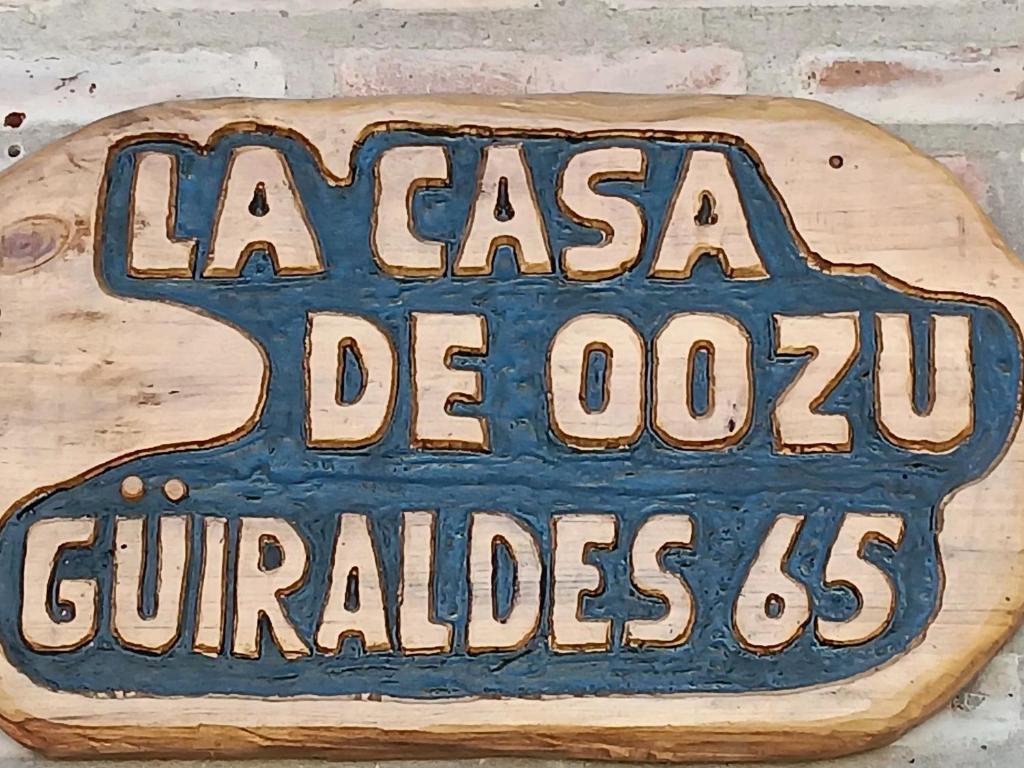 LA CASA
DE OOZU
GÜIRALDES 65